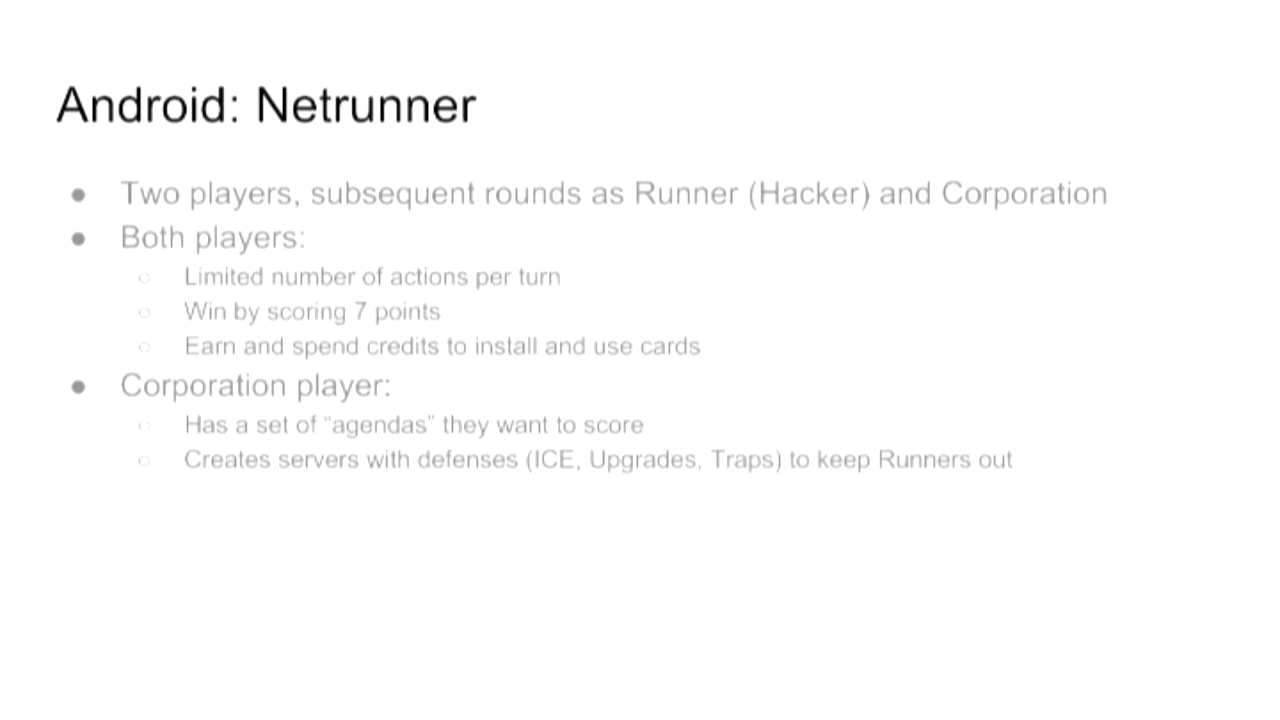 Android: Netrunner
● Two players, subsequent rounds as Runner (Hacker) and Corporation
● Both players:
○ Limited number of actions per turn
○ Win by scoring 7 points
○ Earn and spend credits to install and use cards
● Corporation player:
○ Has a set of “agendas” they want to score
○ Creates servers with defenses (ICE, Upgrades, Traps) to keep Runners out